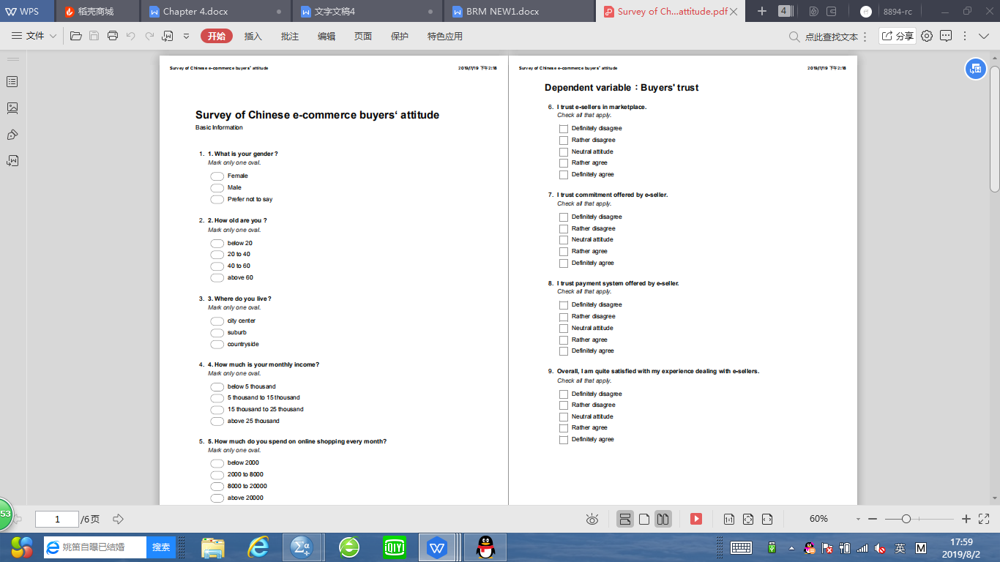 WPS
稻壳商城
Chapter 4.docx
文字文稿4
BRM NEW1.docx
Survey of Ch...attitude.pdf
4
8894-rc
文件
开始
插入
批注
编辑
页面
保护
特色应用
点此查找文本
分享
Survey of Chinese e-commerce buyers' attitude
2019/7/19 下午2:18
Survey of Chinese e-commerce buyers‘ attitude
Basic Information
1. 1. What is your gender ?
Mark only one oval.
Female
Male
Prefer not to say
2. 2. How old are you ?
Mark only one oval.
below 20
20 to 40
40 to 60
above 60
3. 3. Where do you live ?
Mark only one oval.
city center
suburb
countryside
4. 4. How much is your monthly income?
Mark only one oval.
below 5 thousand
5 thousand to 15 thousand
15 thousand to 25 thousand
above 25 thousand
5. 5. How much do you spend on online shopping every month?
Mark only one oval.
below 2000
2000 to 8000
8000 to 20000
above 20000
Survey of Chinese e-commerce buyers' attitude
2019/7/19 下午2:18
Dependent variable：Buyers' trust
6. I trust e-sellers in marketplace.
Check all that apply.
Definitely disagree
Rather disagree
Neutral attitude
Rather agree
Definitely agree
7. I trust commitment offered by e-seller.
Check all that apply.
Definitely disagree
Rather disagree
Neutral attitude
Rather agree
Definitely agree
8. I trust payment system offered by e-seller.
Check all that apply.
Definitely disagree
Rather disagree
Neutral attitude
Rather agree
Definitely agree
9. Overall, I am quite satisfied with my experience dealing with e-sellers.
Check all that apply.
Definitely disagree
Rather disagree
Neutral attitude
Rather agree
Definitely agree
53
1
/6页
1:1
60%
姚笛自曝已结婚
搜索
iQIYI
英
M
17:59
2019/8/2